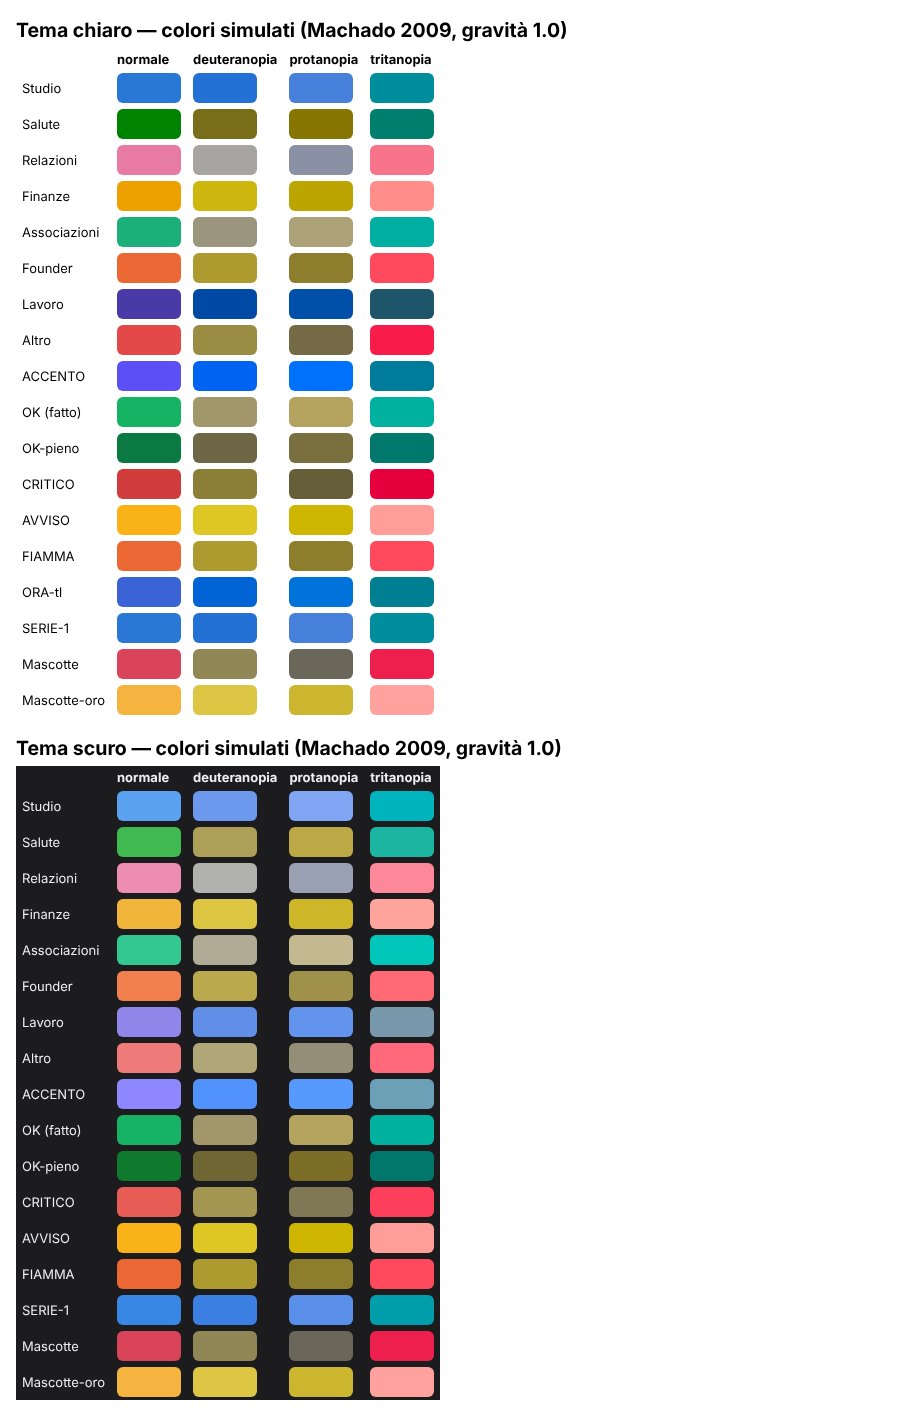 Tema chiaro — colori simulati (Machado 2009, gravità 1.0)
normale deuteranopia protanopia tritanopia
Studio
Salute
Relazioni
Finanze
Associazioni
Founder
Lavoro
Altro
ACCENTO
OK (fatto)
OK-pieno
CRITICO
AVVISO
FIAMMA
ORA-tl
SERIE-1
Mascotte
Mascotte-oro
Tema scuro — colori simulati (Machado 2009, gravità 1.0)
normale deuteranopia protanopia tritanopia
Studio
Salute
Relazioni
Finanze
Associazioni
Founder
Lavoro
Altro
ACCENTO
OK (fatto)
OK-pieno
CRITICO
AVVISO
FIAMMA
SERIE-1
Mascotte
Mascotte-oro